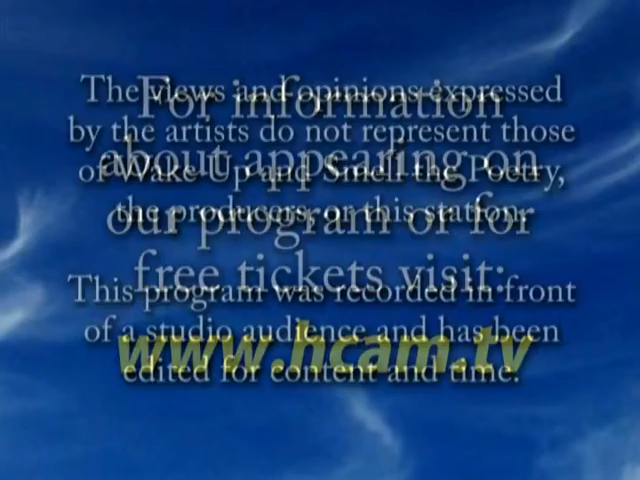 The views and opinions expressed
by the artists do not represent those
of Wake Up and Smell the Poetry,
the producers, or this station.
This program was recorded in front
of a studio audience and has been
edited for content and time.
For information
about appearing on
our program or for
free tickets visit:
www.hcam.tv